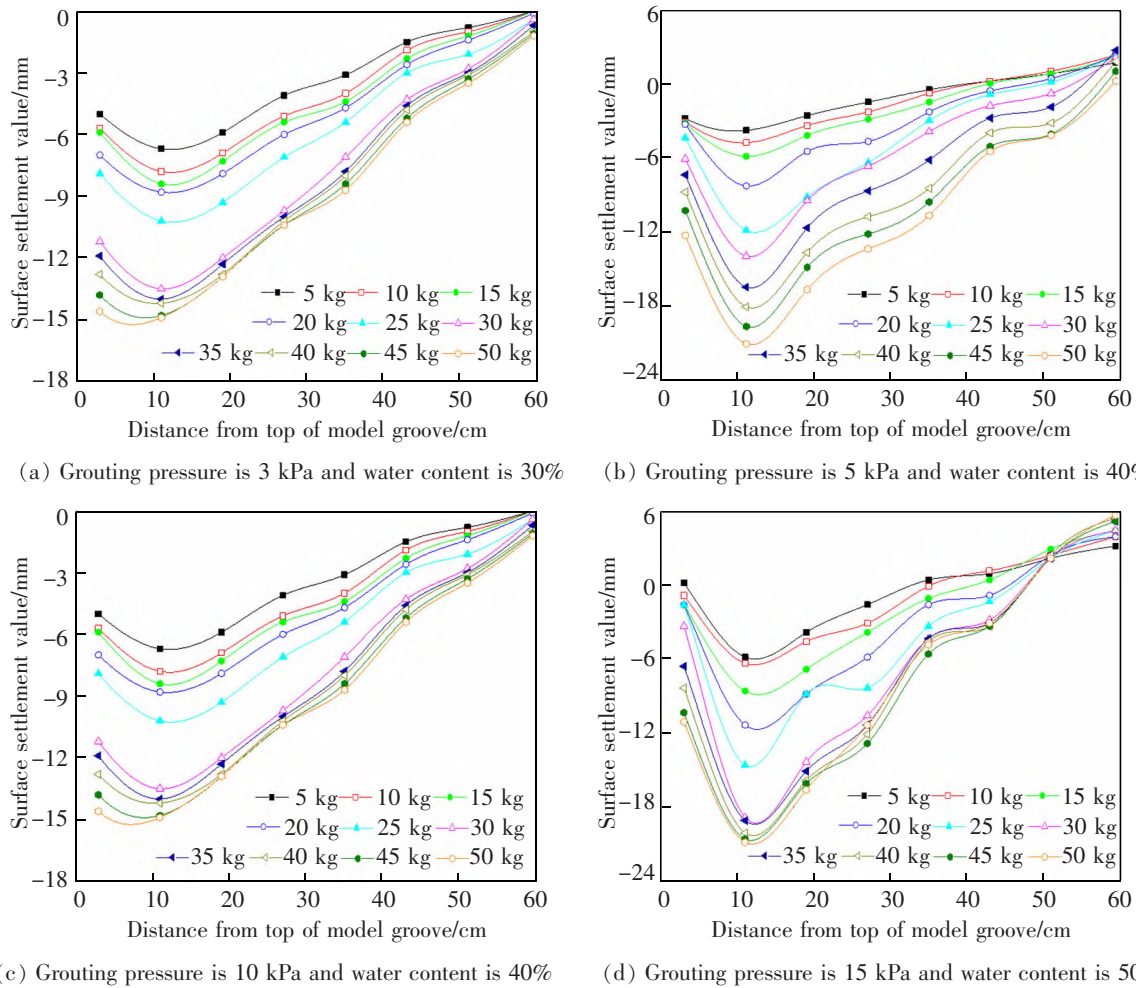 0
−3
−6
−9
−12
−15
−18
Surface settlement value/mm
5 kg 10 kg 15 kg
20 kg 25 kg 30 kg
35 kg 40 kg 45 kg 50 kg
0 10 20 30 40 50 60
Distance from top of model groove/cm
(a) Grouting pressure is 3 kPa and water content is 30%
6
0
−6
−12
−18
−24
Surface settlement value/mm
5 kg 10 kg 15 kg
20 kg 25 kg 30 kg
35 kg 40 kg 45 kg 50 kg
0 10 20 30 40 50 60
Distance from top of model groove/cm
(b) Grouting pressure is 5 kPa and water content is 40%
0
−3
−6
−9
−12
−15
−18
Surface settlement value/mm
5 kg 10 kg 15 kg
20 kg 25 kg 30 kg
35 kg 40 kg 45 kg 50 kg
0 10 20 30 40 50 60
Distance from top of model groove/cm
(c) Grouting pressure is 10 kPa and water content is 40%
6
0
−6
−12
−18
−24
Surface settlement value/mm
5 kg 10 kg 15 kg
20 kg 25 kg 30 kg
35 kg 40 kg 45 kg 50 kg
0 10 20 30 40 50 60
Distance from top of model groove/cm
(d) Grouting pressure is 15 kPa and water content is 50